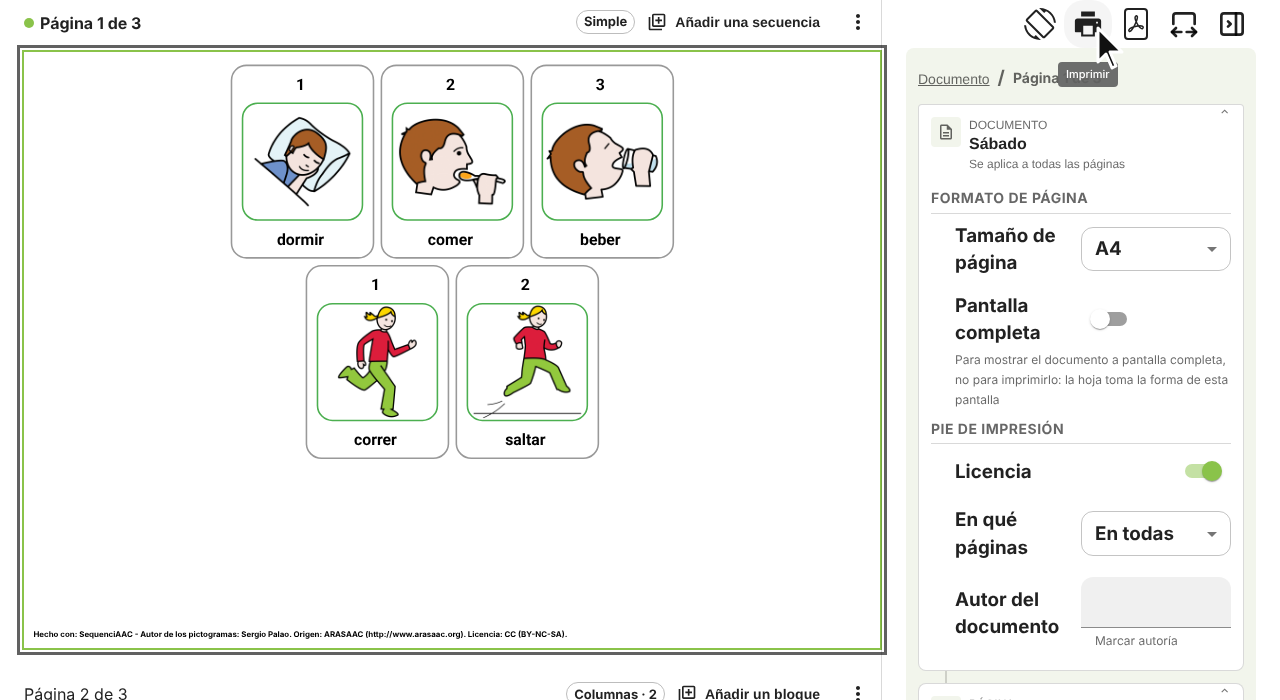 Página 1 de 3
Simple
Añadir una secuencia
1
2
3
dormir
comer
beber
1
2
correr
saltar
Hecho con: SequenciAAC - Autor de los pictogramas: Sergio Palao. Origen: ARASAAC (http://www.arasaac.org). Licencia: CC (BY-NC-SA).
Página 2 de 3
Columnas · 2
Añadir un bloque
Imprimir
Documento / Página
DOCUMENTO
Sábado
Se aplica a todas las páginas
FORMATO DE PÁGINA
Tamaño de
página
A4
Pantalla
completa
Para mostrar el documento a pantalla completa,
no para imprimirlo: la hoja toma la forma de esta
pantalla
PIE DE IMPRESIÓN
Licencia
En qué
páginas
En todas
Autor del
documento
Marcar autoria